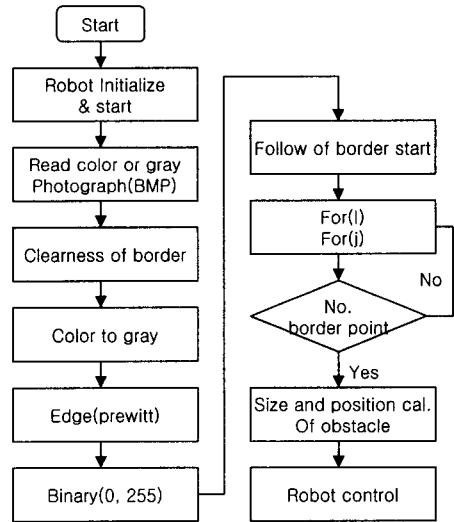 Start
Robot Initialize
& start
Read color or gray
Photograph(BMP)
Clearness of border
Color to gray
Edge(prewitt)
Binary(0, 255)
Follow of border start
For(I)
For(j)
No
No.
border point
Yes
Size and position cal.
Of obstacle
Robot control